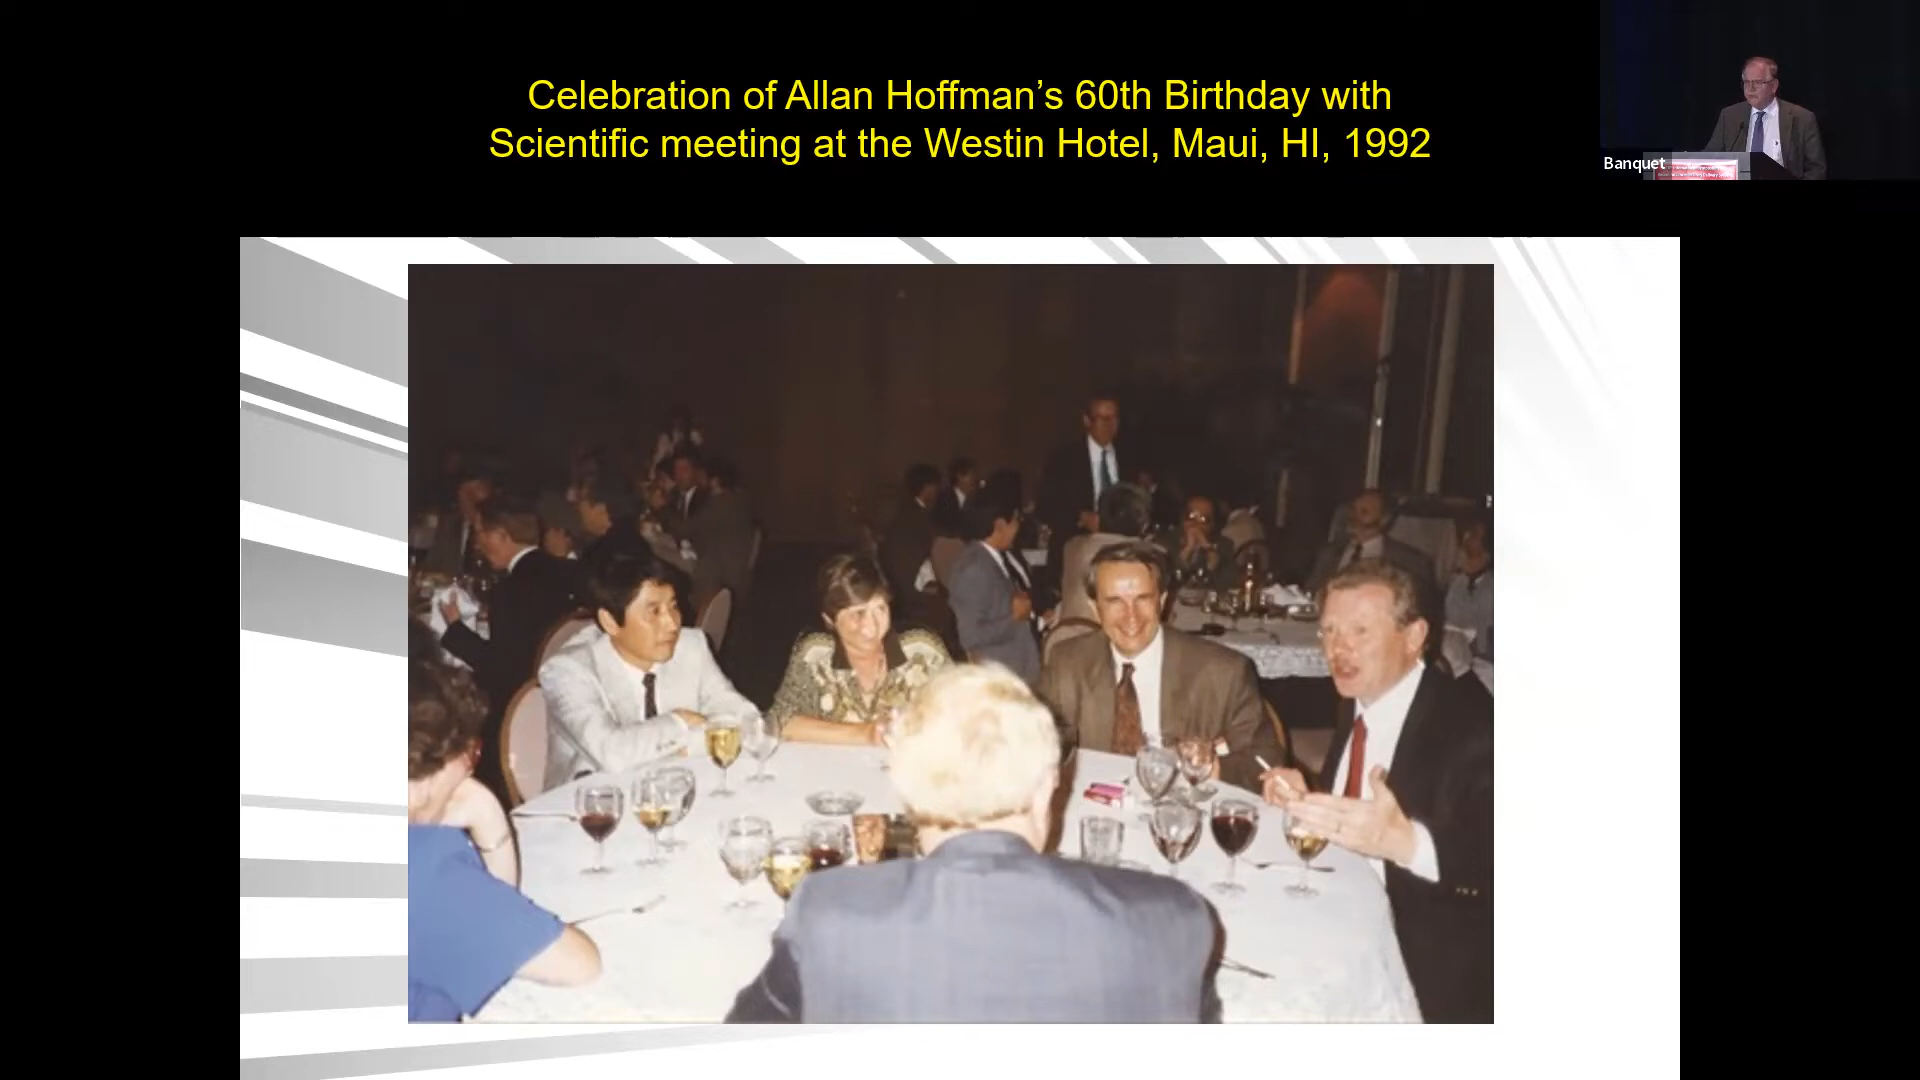 Celebration of Allan Hoffman’s 60th Birthday with
Scientific meeting at the Westin Hotel, Maui, HI, 1992
Banquet